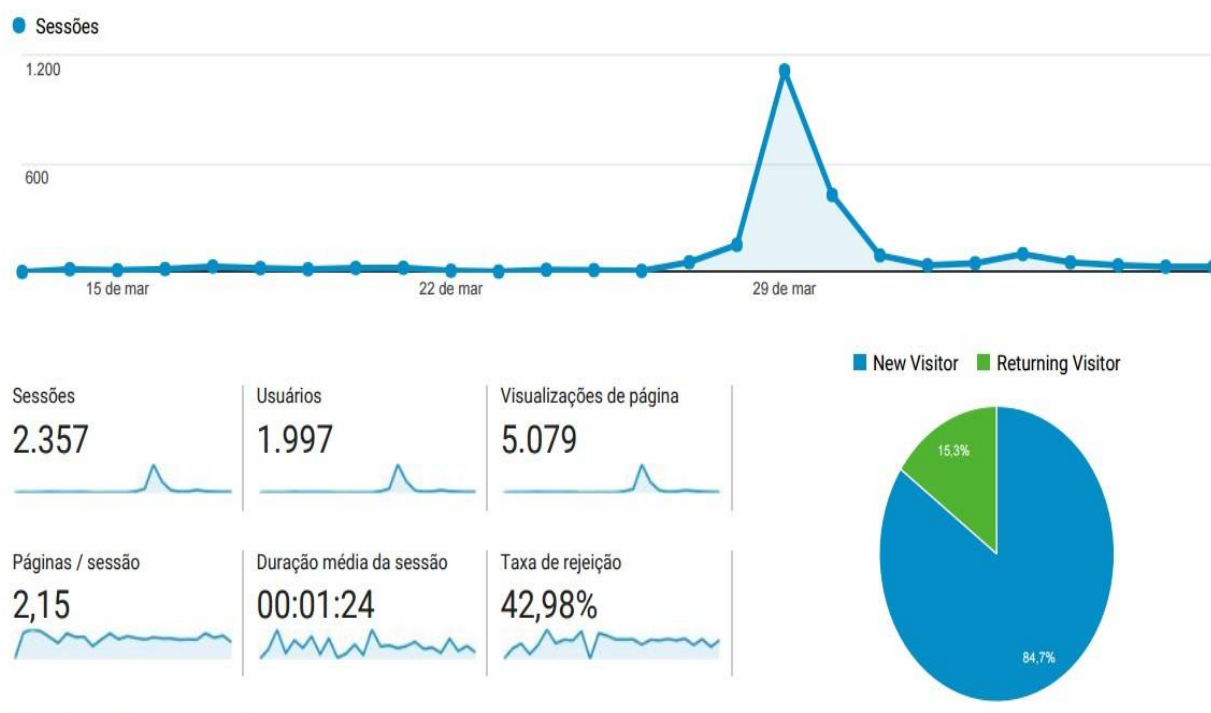 Sessões
1.200
600
15 de mar
22 de mar
29 de mar
New Visitor
Returning Visitor
Sessões
2.357
Usuários
1.997
Visualizações de página
5.079
15,3%
Páginas / sessão
2,15
Duração média da sessão
00:01:24
Taxa de rejeição
42,98%
84,7%